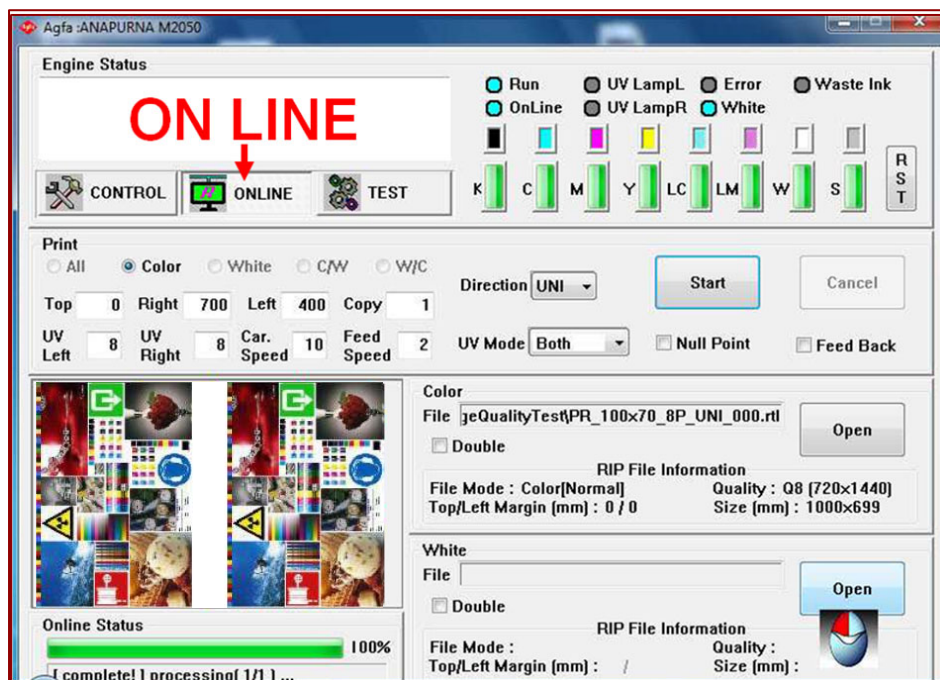 Agfa :ANAPURNA M2050
Engine Status
ON LINE
Run UV LampL Error Waste Ink
OnLine UV LampR White
K C M Y LC LM W S
RST
CONTROL ONLINE TEST
Print
All Color White C/W W/C
Direction UNI Start Cancel
Top 0 Right 700 Left 400 Copy 1
UV Left 8 UV Right 8 Car. Speed 10 Feed Speed 2
UV Mode Both Null Point Feed Back
Color
File geQualityTest\PR_100x70_8P_UNI_000.rtl
Open
Double
RIP File Information
File Mode : Color[Normal] Quality : Q8 (720x1440)
Top/Left Margin (mm) : 0 / 0 Size (mm) : 1000x699
White
File
Open
Double
RIP File Information
File Mode : Quality :
Top/Left Margin (mm) : / Size (mm) :
Online Status
100%
[ complete! ] processing( 1/1 ) ...